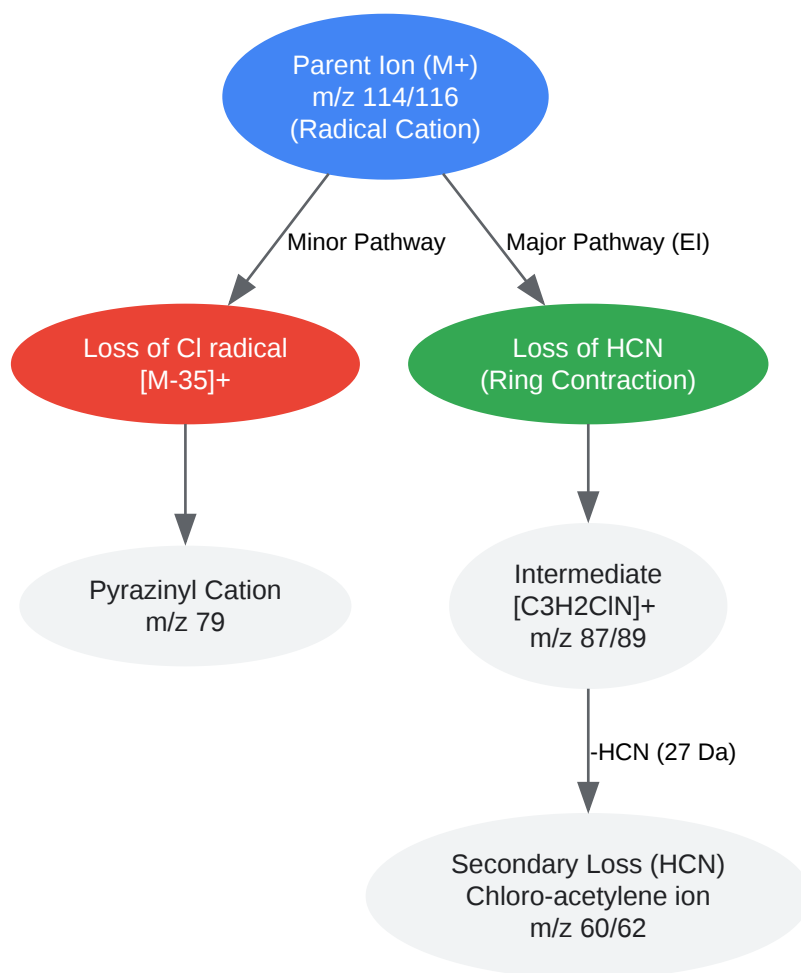 Parent Ion (M+)
m/z 114/116
(Radical Cation)
Minor Pathway
Major Pathway (EI)
Loss of Cl radical
[M-35]+
Loss of HCN
(Ring Contraction)
Pyrazinyl Cation
m/z 79
Intermediate
[C3H2ClN]+
m/z 87/89
-HCN (27 Da)
Secondary Loss (HCN)
Chloro-acetylene ion
m/z 60/62